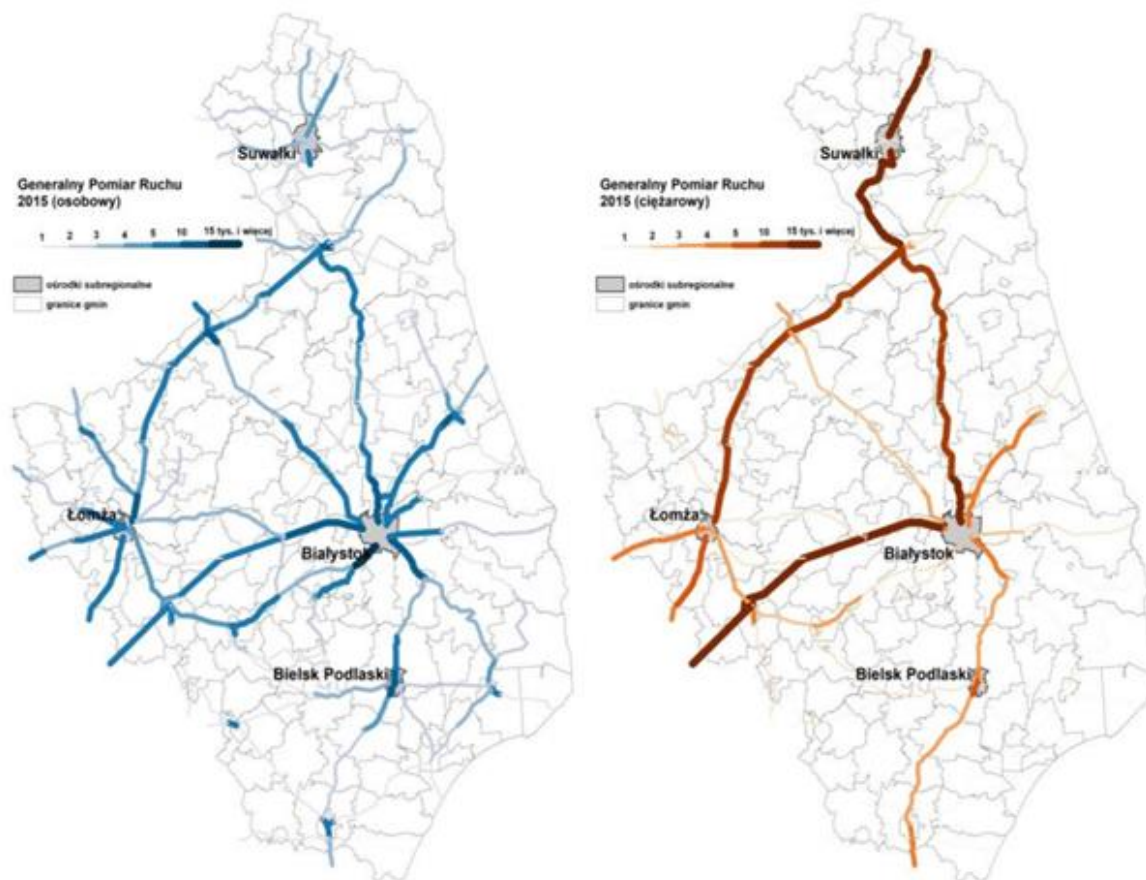 Suwałki
Generalny Pomiar Ruchu
2015 (osobowy)
1 2 3 4 5 10 15 tys. i więcej
ośrodki subregionalne
granice gmin
Łomża
Białystok
Bielsk Podlaski
Suwałki
Generalny Pomiar Ruchu
2015 (ciężarowy)
1 2 3 4 5 10 15 tys. i więcej
ośrodki subregionalne
granice gmin
Łomża
Białystok
Bielsk Podlaski